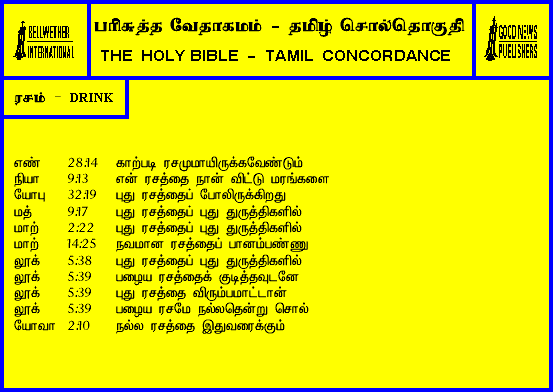 BELLWETHER
INTERNATIONAL
பரிசுத்த வேதாகமம் - தமிழ் சொல்தொகுதி
THE HOLY BIBLE - TAMIL CONCORDANCE
GOOD NEWS
PUBLISHERS
ரசம் - DRINK
எண் 28:14 காற்படி ரசமுமாயிருக்கவேண்டும்
நியா 9:13 என் ரசத்தை நான் விட்டு மரங்களை
யோபு 32:19 புது ரசத்தைப் போலிருக்கிறது
மத் 9:17 புது ரசத்தைப் புது துருத்திகளில்
மாற் 2:22 புது ரசத்தைப் புது துருத்திகளில்
மாற் 14:25 நவமான ரசத்தைப் பானம்பண்ணு
லூக் 5:38 புது ரசத்தைப் புது துருத்திகளில்
லூக் 5:39 பழைய ரசத்தைக் குடித்தவுடனே
லூக் 5:39 புது ரசத்தை விரும்பமாட்டான்
லூக் 5:39 பழைய ரசமே நல்லதென்று சொல்
யோவா 2:10 நல்ல ரசத்தை இதுவரைக்கும்